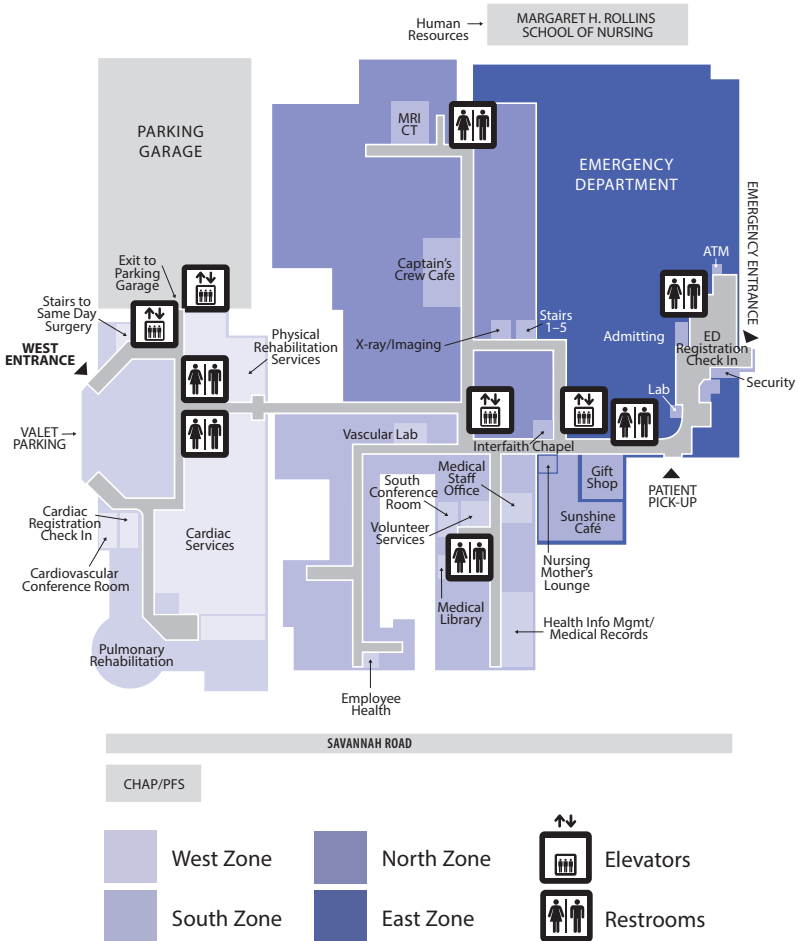 Human
Resources
MARGARET H. ROLLINS
SCHOOL OF NURSING
PARKING
GARAGE
MRI
CT
EMERGENCY
DEPARTMENT
EMERGENCY ENTRANCE
ATM
Exit to
Parking
Garage
Captain's
Crew Cafe
Stairs to
Same Day
Surgery
Physical
Rehabilitation
Services
X-ray/Imaging
Stairs
1–5
Admitting
ED
Registration
Check In
WEST
ENTRANCE
Security
Lab
VALET
PARKING
Vascular Lab
Interfaith Chapel
South
Conference
Room
Medical
Staff
Office
Gift
Shop
PATIENT
PICK-UP
Cardiac
Registration
Check In
Cardiac
Services
Volunteer
Services
Sunshine
Café
Cardiovascular
Conference Room
Nursing
Mother's
Lounge
Medical
Library
Health Info Mgmt/
Medical Records
Pulmonary
Rehabilitation
Employee
Health
SAVANNAH ROAD
CHAP/PFS
West Zone
North Zone
Elevators
South Zone
East Zone
Restrooms